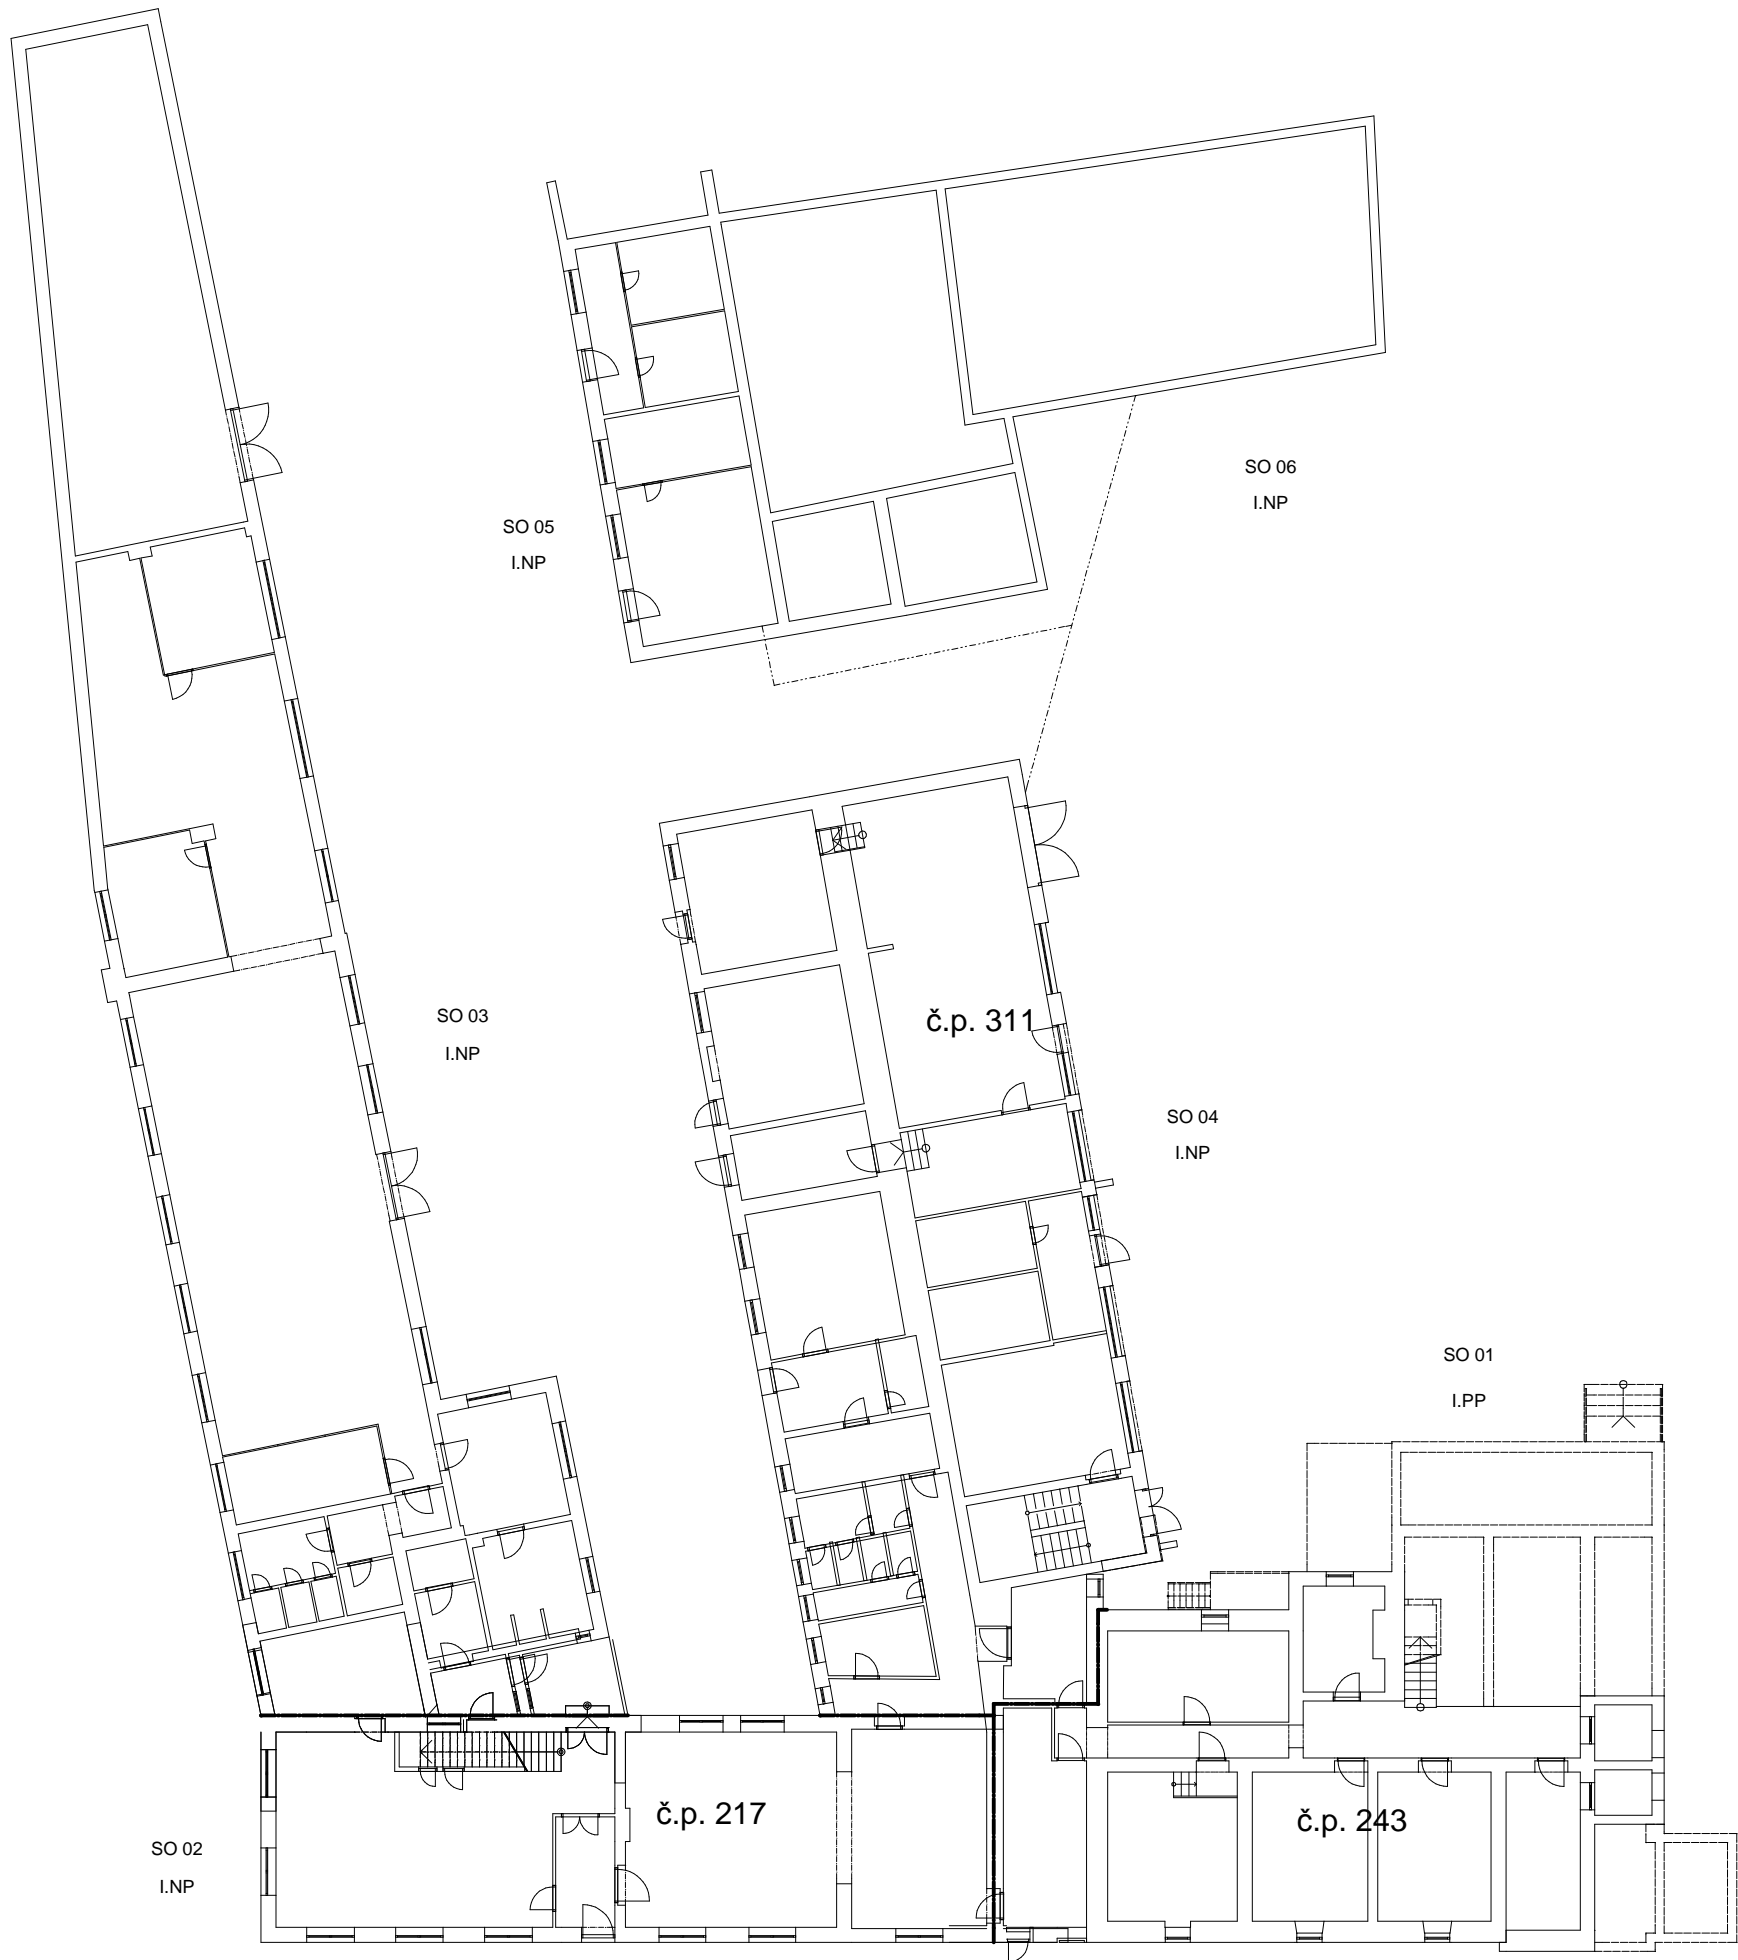 SO 06
I.NP
SO 05
I.NP
SO 03
I.NP
č.p. 311
SO 04
I.NP
SO 01
I.PP
č.p. 217
č.p. 243
SO 02
I.NP